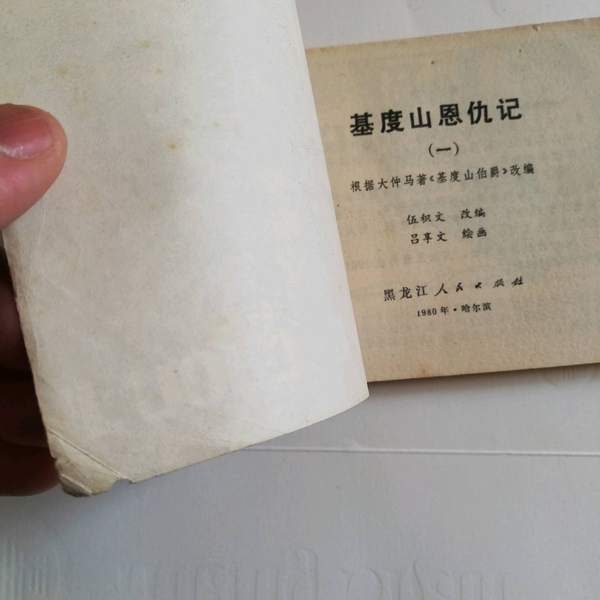 基度山恩仇记
(一)
根据大仲马著《基度山伯爵》改编
伍枳文 改编
吕享文 绘画
黑龙江人民出版社
1980年·哈尔滨